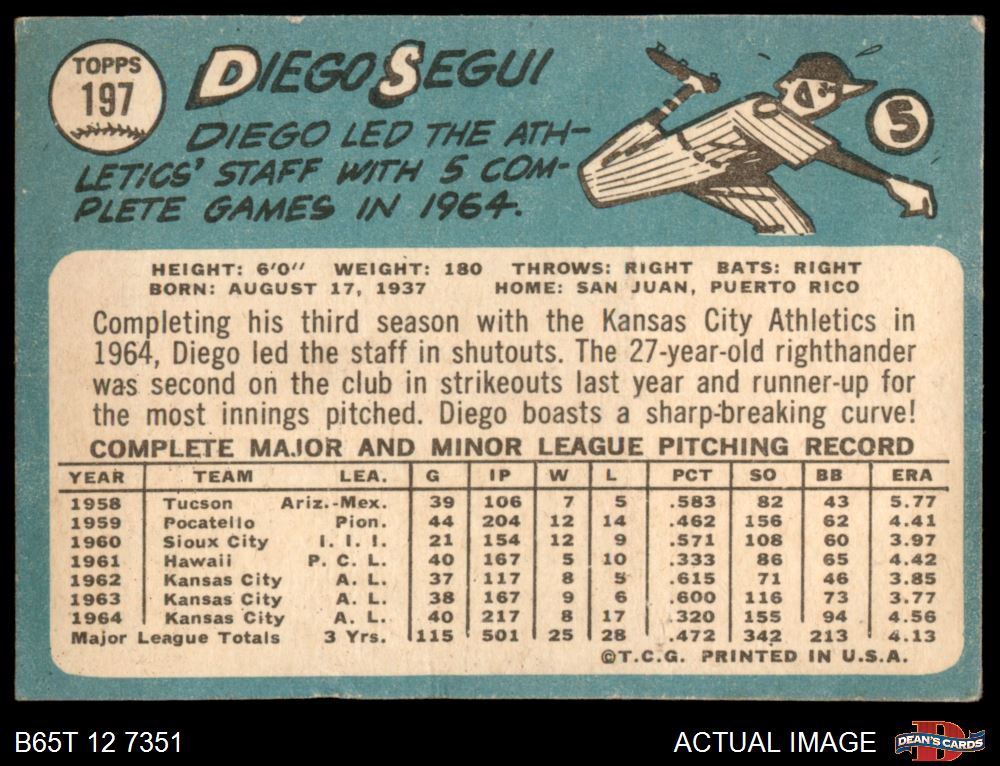 TOPPS
197
DIEGO SEGUI
DIEGO LED THE ATH-
LETICS' STAFF WITH 5 COM-
PLETE GAMES IN 1964.
5
HEIGHT: 6'0" WEIGHT: 180 THROWS: RIGHT BATS: RIGHT
BORN: AUGUST 17, 1937 HOME: SAN JUAN, PUERTO RICO
Completing his third season with the Kansas City Athletics in
1964, Diego led the staff in shutouts. The 27-year-old righthander
was second on the club in strikeouts last year and runner-up for
the most innings pitched. Diego boasts a sharp-breaking curve!
COMPLETE MAJOR AND MINOR LEAGUE PITCHING RECORD
YEAR TEAM LEA. G IP W L PCT SO BB ERA
1958 Tucson Ariz.-Mex. 39 106 7 5 .583 82 43 5.77
1959 Pocatello Pion. 44 204 12 14 .462 156 62 4.41
1960 Sioux City I. I. I. 21 154 12 9 .571 108 60 3.97
1961 Hawaii P. C. L. 40 167 5 10 .333 86 65 4.42
1962 Kansas City A. L. 37 117 8 5 .615 71 46 3.85
1963 Kansas City A. L. 38 167 9 6 .600 116 73 3.77
1964 Kansas City A. L. 40 217 8 17 .320 155 94 4.56
Major League Totals 3 Yrs. 115 501 25 28 .472 342 213 4.13
©T.C.G. PRINTED IN U.S.A.
B65T 12 7351
ACTUAL IMAGE
DEAN'S CARDS